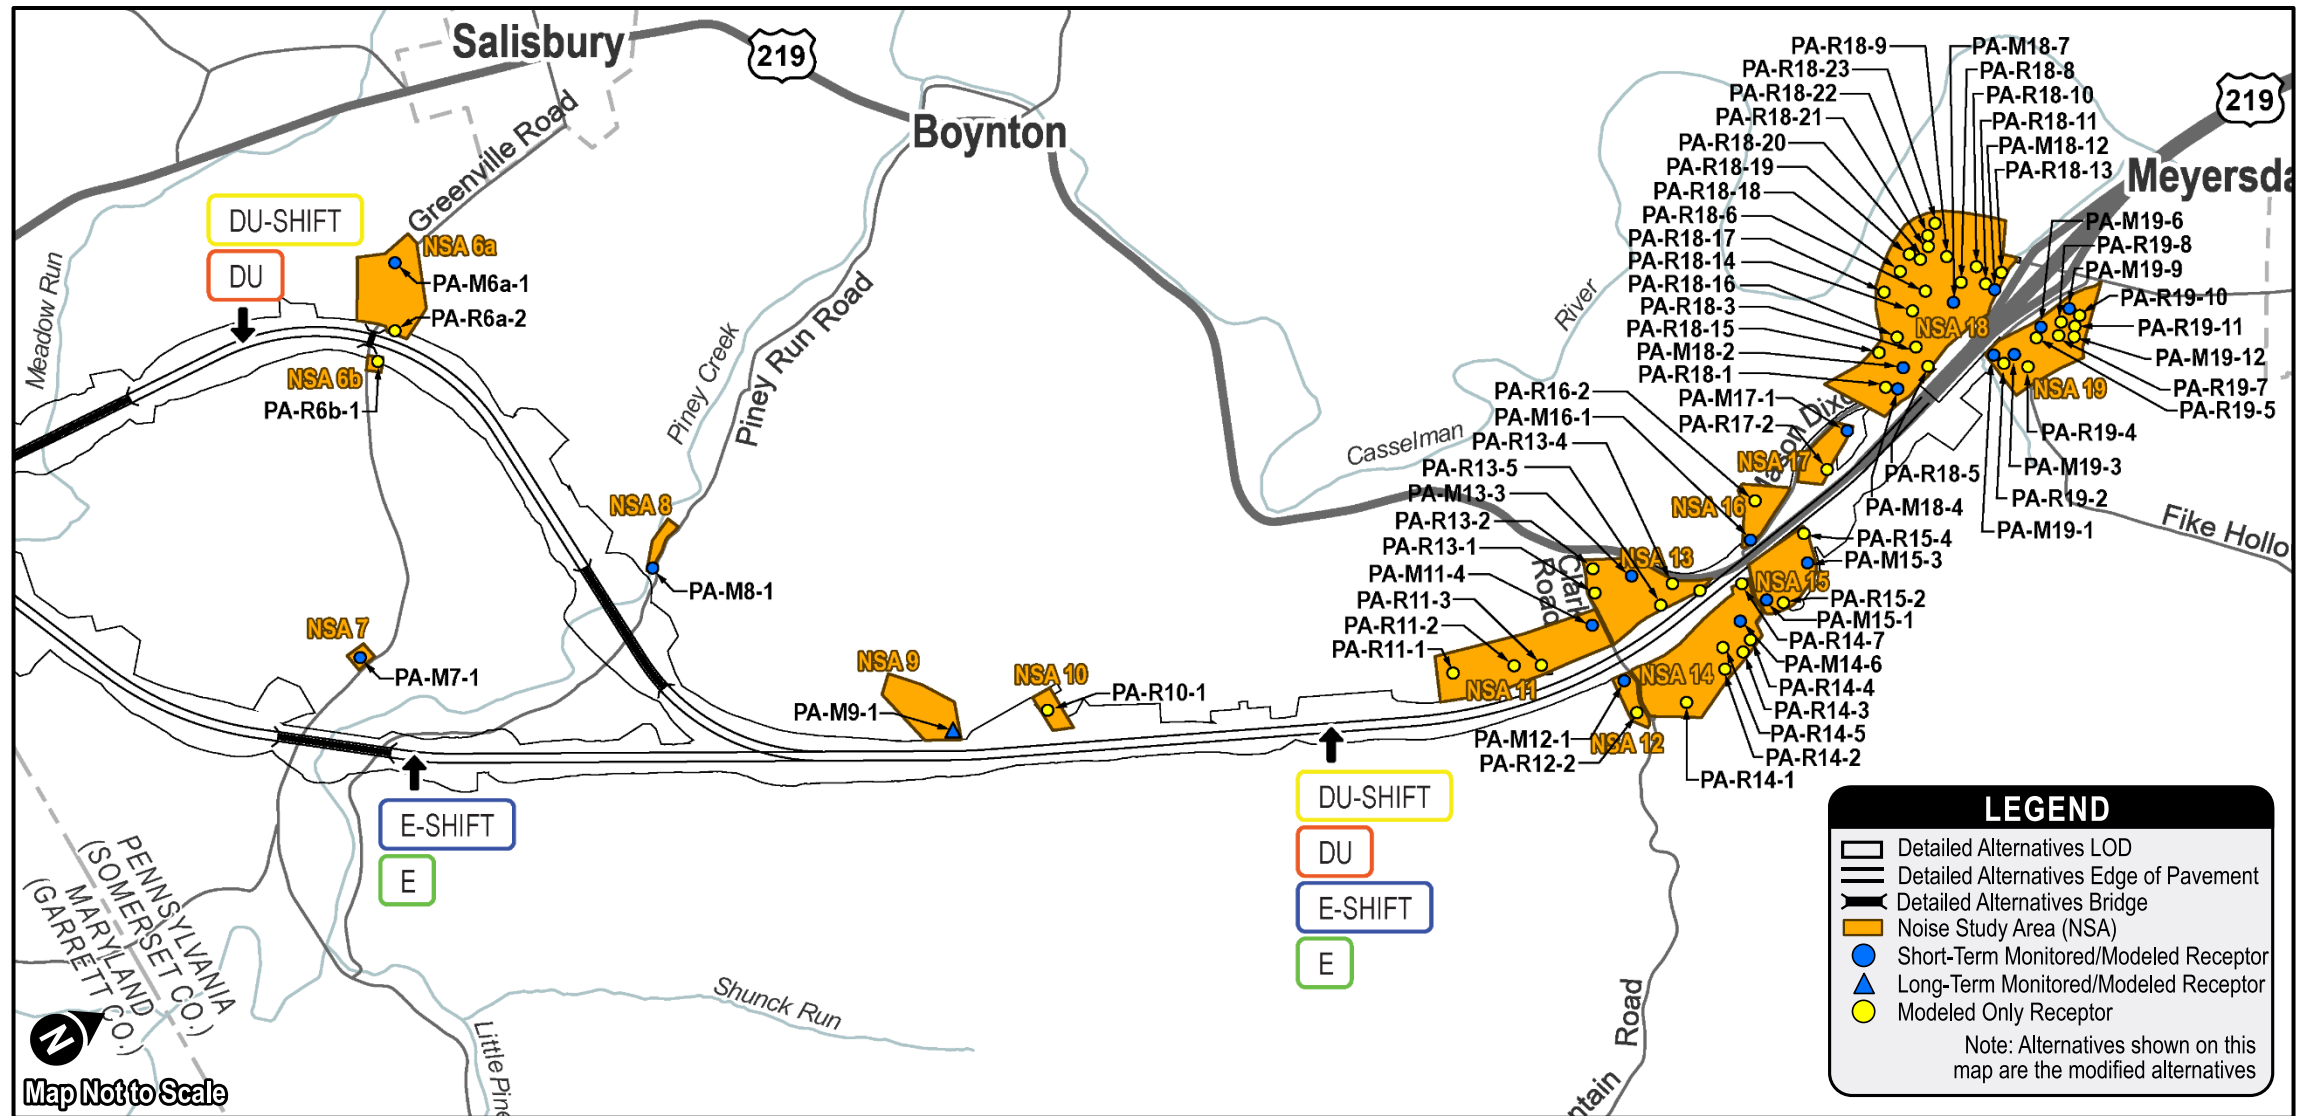 Salisbury
219
Boynton
219
Meyersda
Greenville Road
Meadow Run
DU-SHIFT
DU
NSA 6a
PA-M6a-1
PA-R6a-2
NSA 6b
PA-R6b-1
Piney Creek
Piney Run Road
NSA 8
PA-M8-1
NSA 7
PA-M7-1
NSA 9
PA-M9-1
NSA 10
PA-R10-1
E-SHIFT
E
DU-SHIFT
DU
E-SHIFT
E
PENNSYLVANIA
(SOMERSET CO.)
MARYLAND
(GARRETT CO.)
Shunck Run
Little Pine
Casselman
River
Mason Dixo
Clark
Road
Fike Hollo
Road
ntain
PA-R18-9
PA-R18-23
PA-R18-22
PA-R18-21
PA-R18-20
PA-R18-19
PA-R18-18
PA-R18-6
PA-R18-17
PA-R18-14
PA-R18-16
PA-R18-3
PA-R18-15
PA-M18-2
PA-R18-1
PA-M17-1
PA-R17-2
PA-M18-7
PA-R18-8
PA-R18-10
PA-R18-11
PA-M18-12
PA-R18-13
NSA 18
PA-M19-6
PA-R19-8
PA-M19-9
PA-R19-10
PA-R19-11
PA-M19-12
PA-R19-7
PA-R19-5
NSA 19
PA-R19-4
PA-M19-3
PA-R19-2
PA-M19-1
PA-R18-5
PA-M18-4
NSA 17
NSA 16
PA-R16-2
PA-M16-1
PA-R13-4
PA-R13-5
PA-M13-3
PA-R13-2
PA-R13-1
PA-M11-4
PA-R11-3
PA-R11-2
PA-R11-1
NSA 13
NSA 11
PA-R15-4
PA-M15-3
NSA 15
PA-R15-2
PA-M15-1
PA-R14-7
PA-M14-6
PA-R14-4
PA-R14-3
PA-R14-5
PA-R14-2
PA-R14-1
NSA 14
PA-M12-1
PA-R12-2
NSA 12
LEGEND
Detailed Alternatives LOD
Detailed Alternatives Edge of Pavement
Detailed Alternatives Bridge
Noise Study Area (NSA)
Short-Term Monitored/Modeled Receptor
Long-Term Monitored/Modeled Receptor
Modeled Only Receptor
Note: Alternatives shown on this
map are the modified alternatives
N
Map Not to Scale